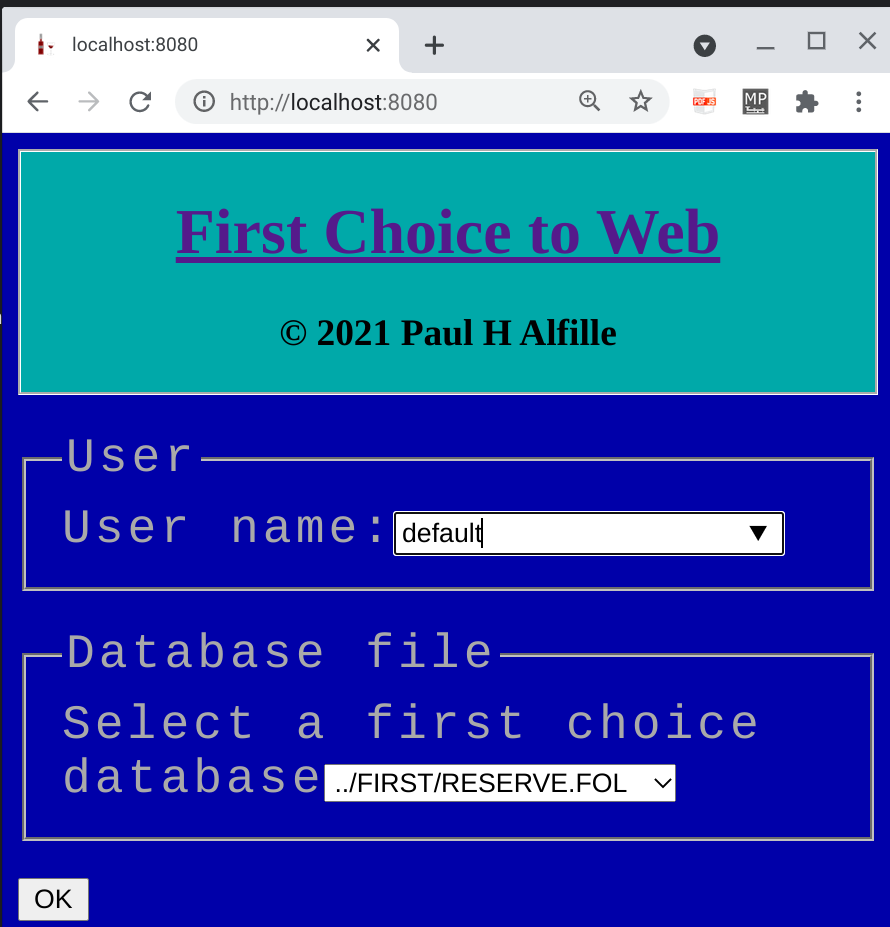 localhost:8080
http://localhost:8080
PDF.JS
MP
First Choice to Web
© 2021 Paul H Alfille
User
User name:
default
Database file
Select a first choice
database
../FIRST/RESERVE.FOL
OK